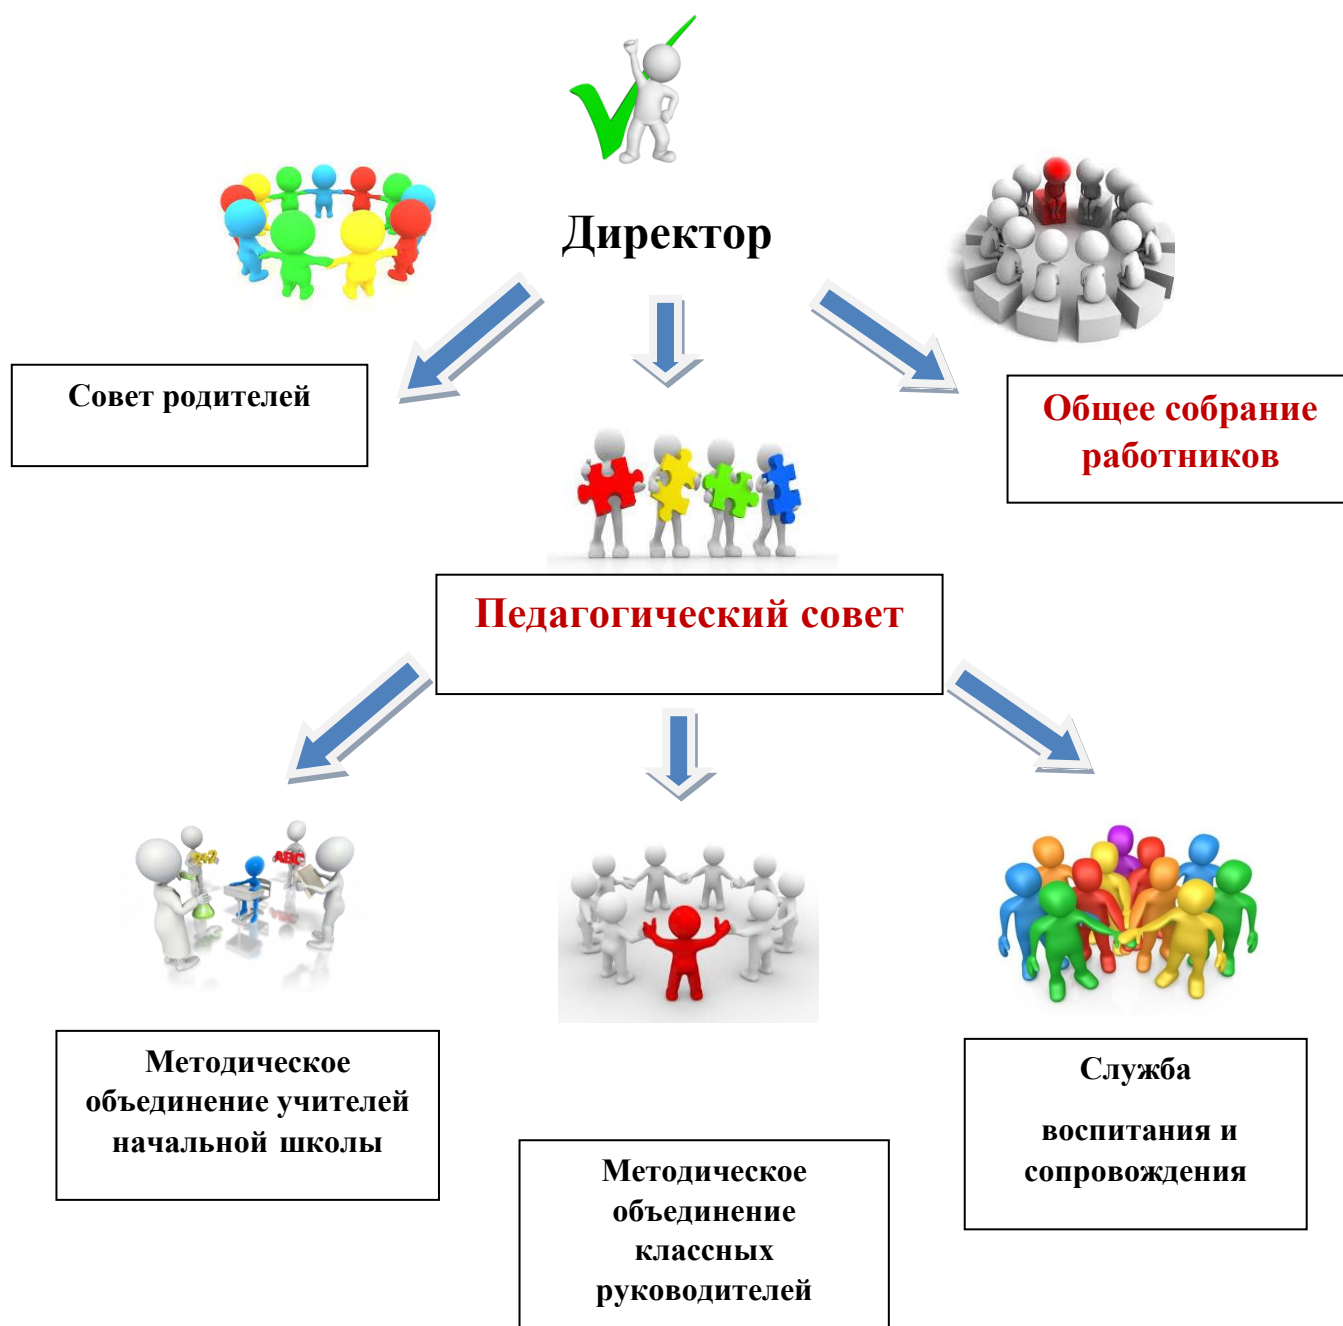 Директор
Совет родителей
Общее собрание
работников
Педагогический совет
Методическое
объединение учителей
начальной школы
Методическое
объединение
классных
руководителей
Служба
воспитания и
сопровождения